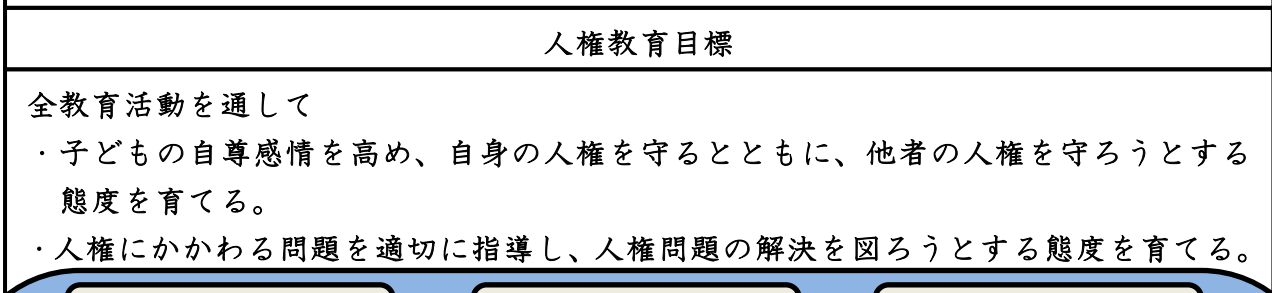 人権教育目標
全教育活動を通して
・子どもの自尊感情を高め、自身の人権を守るとともに、他者の人権を守ろうとする
態度を育てる。
・人権にかかわる問題を適切に指導し、人権問題の解決を図ろうとする態度を育てる。